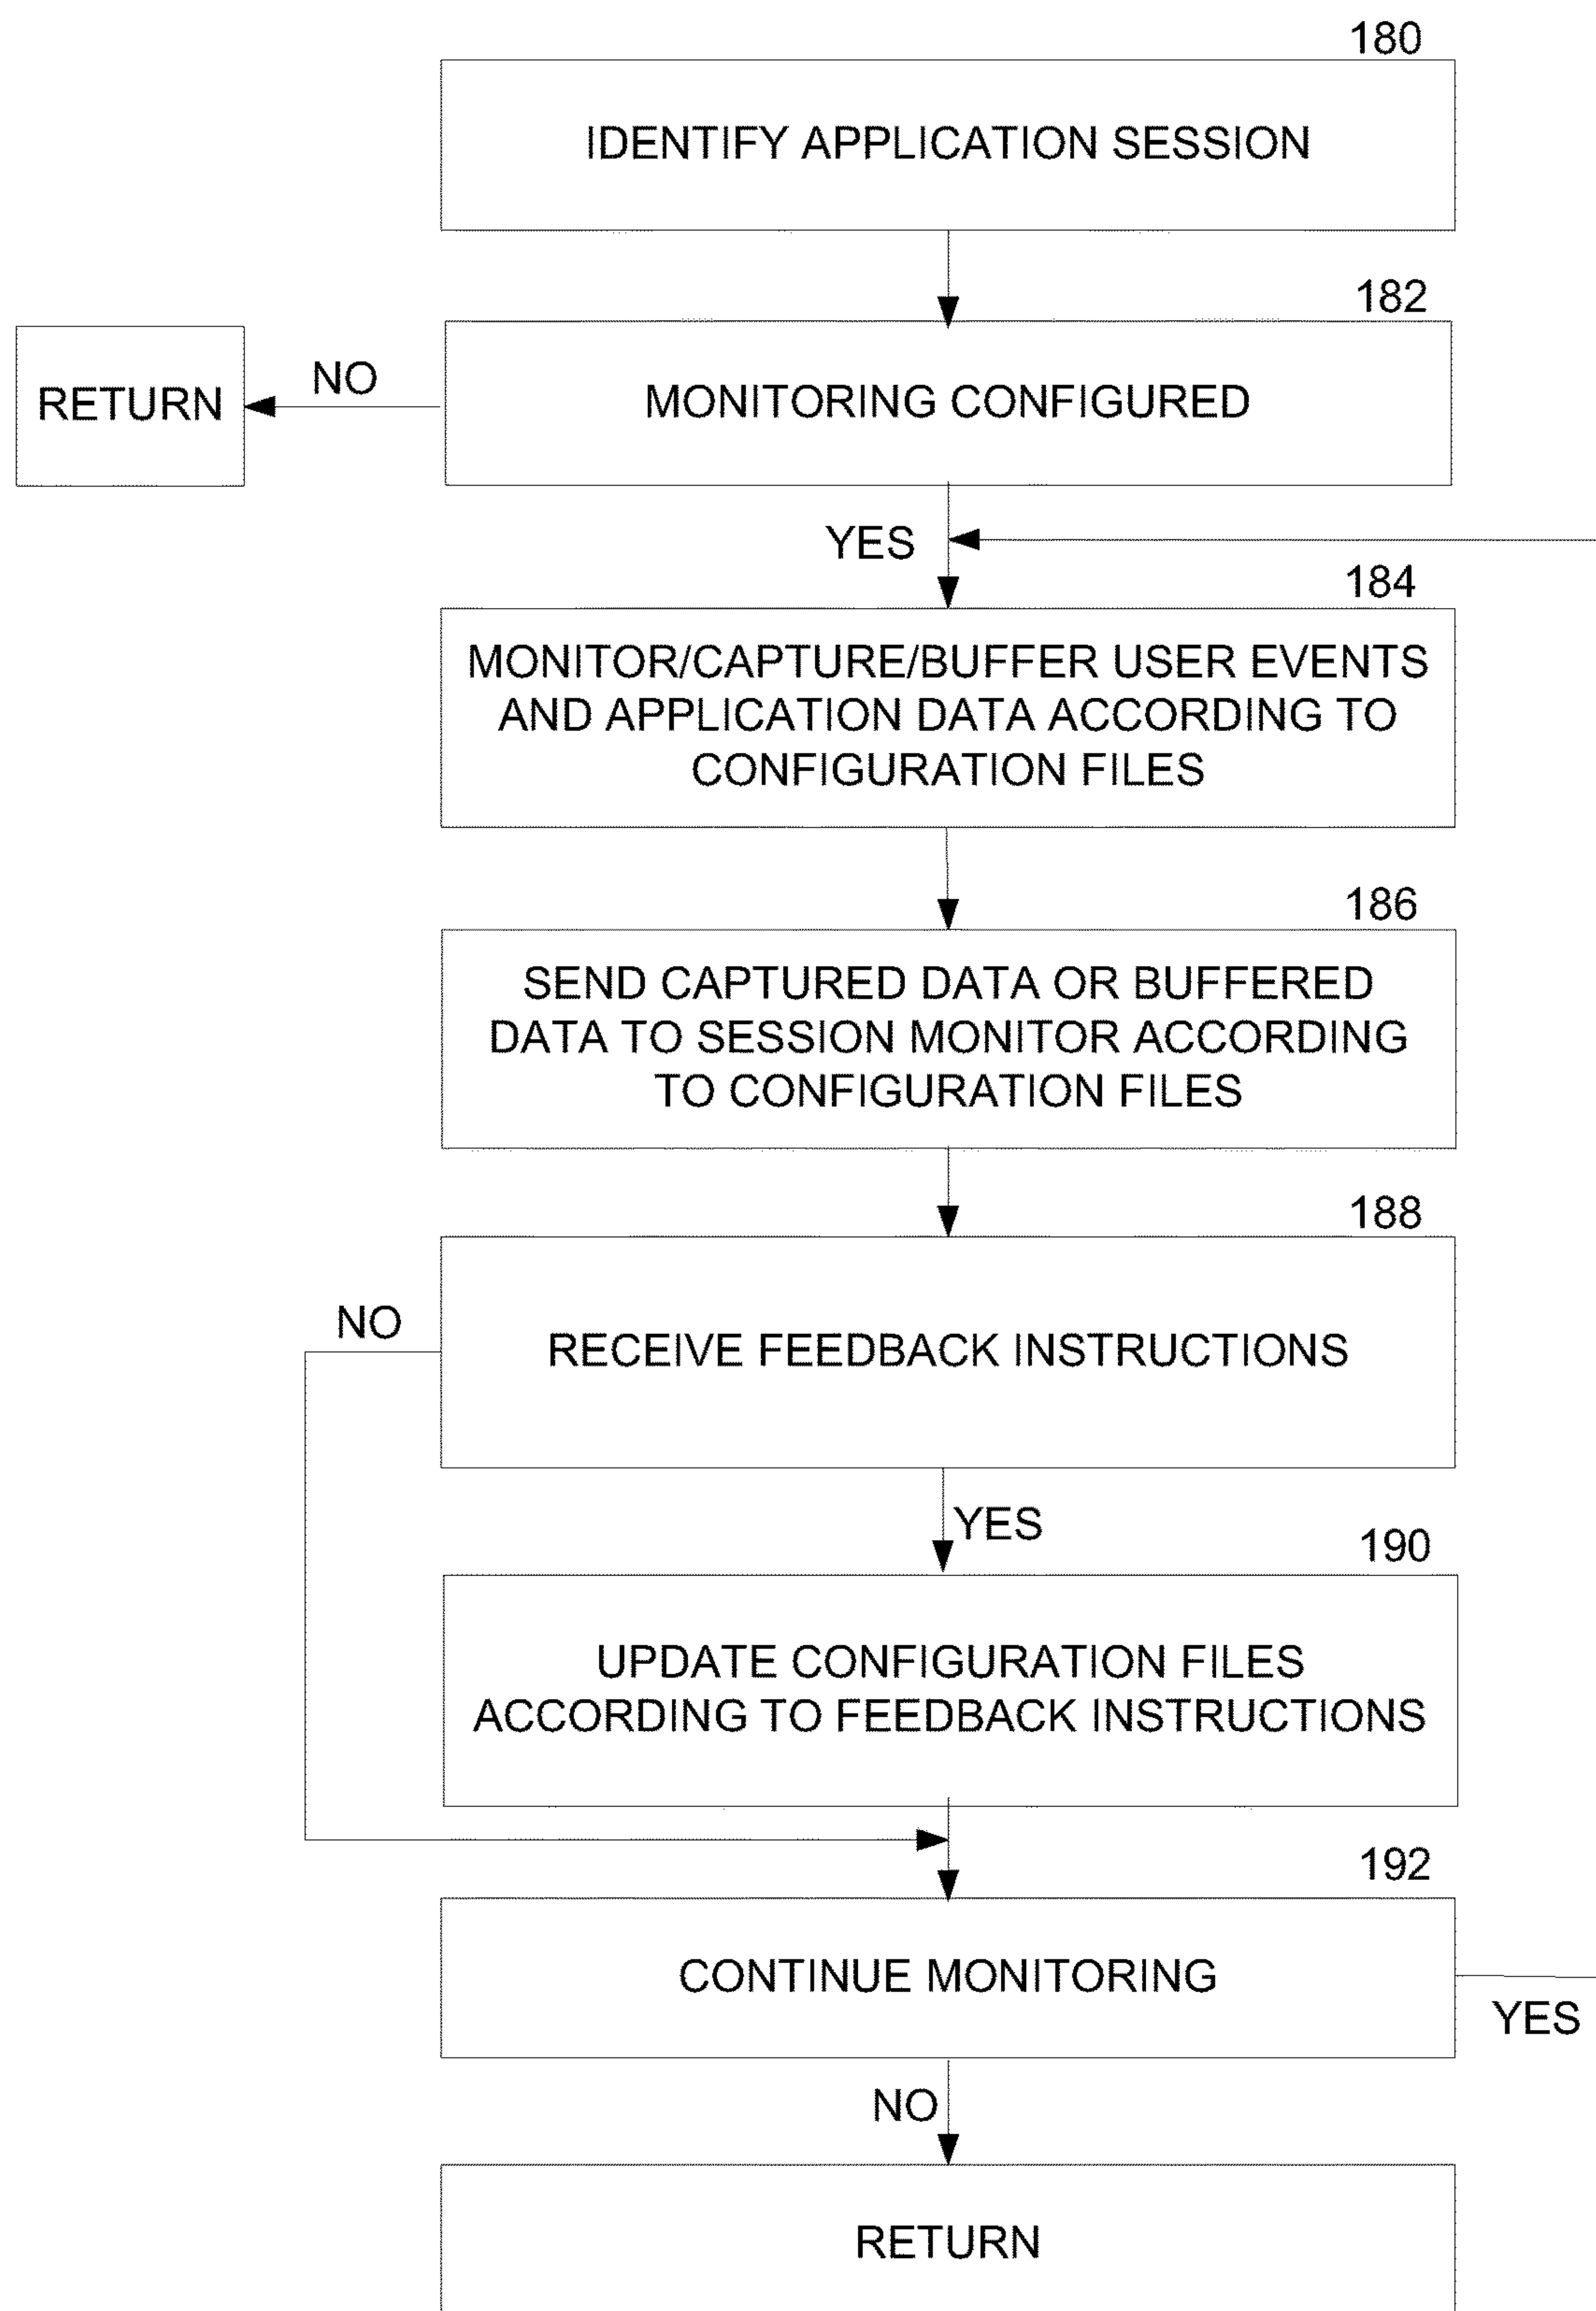 180
IDENTIFY APPLICATION SESSION
182
RETURN
NO
MONITORING CONFIGURED
YES
184
MONITOR/CAPTURE/BUFFER USER EVENTS
AND APPLICATION DATA ACCORDING TO
CONFIGURATION FILES
186
SEND CAPTURED DATA OR BUFFERED
DATA TO SESSION MONITOR ACCORDING
TO CONFIGURATION FILES
188
NO
RECEIVE FEEDBACK INSTRUCTIONS
YES
190
UPDATE CONFIGURATION FILES
ACCORDING TO FEEDBACK INSTRUCTIONS
192
CONTINUE MONITORING
YES
NO
RETURN